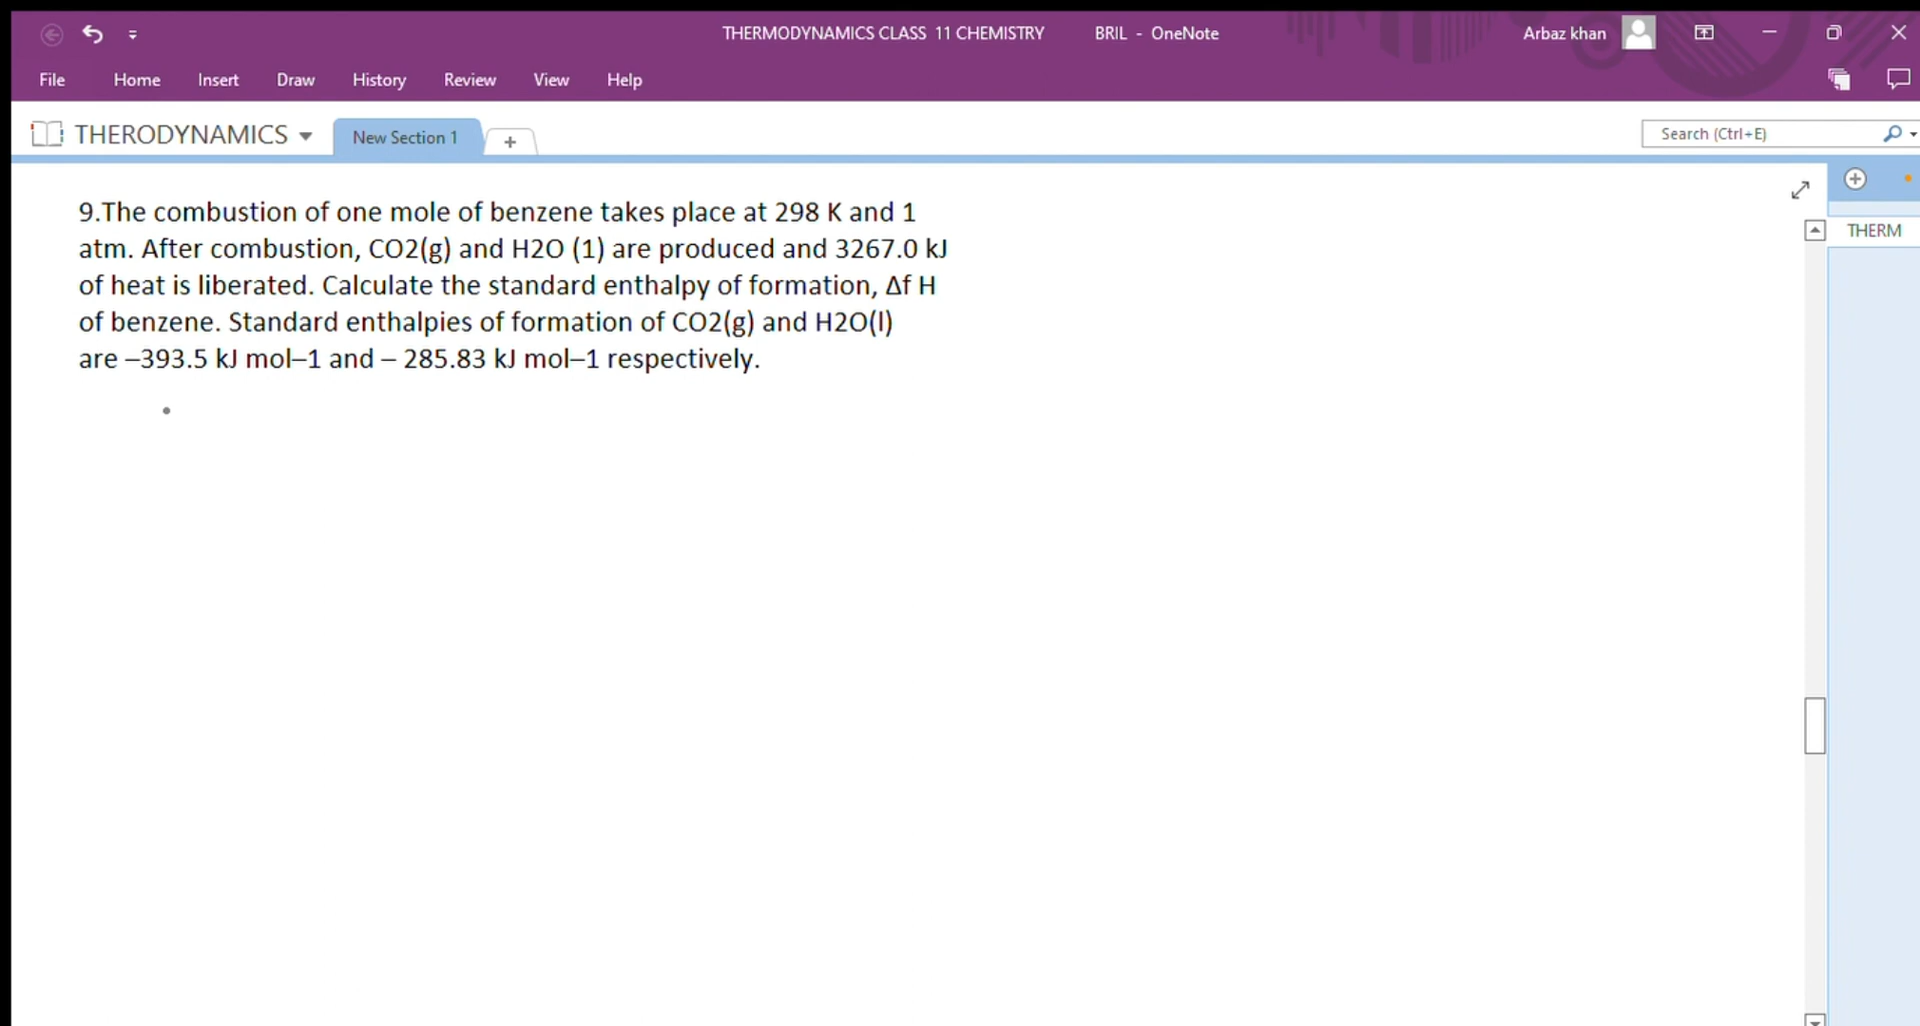 THERMODYNAMICS CLASS 11 CHEMISTRY BRIL - OneNote Arbaz khan
File Home Insert Draw History Review View Help
THERODYNAMICS New Section 1 + Search (Ctrl+E)
THERM
9.The combustion of one mole of benzene takes place at 298 K and 1
atm. After combustion, CO2(g) and H2O (1) are produced and 3267.0 kJ
of heat is liberated. Calculate the standard enthalpy of formation, Δf H
of benzene. Standard enthalpies of formation of CO2(g) and H2O(l)
are –393.5 kJ mol–1 and – 285.83 kJ mol–1 respectively.